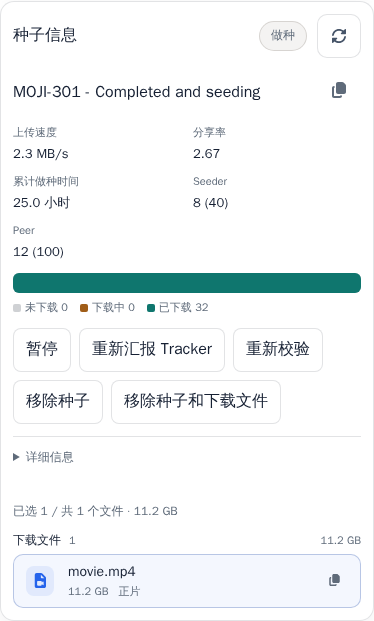 种子信息
做种
MOJI-301 - Completed and seeding
上传速度
分享率
2.3 MB/s
2.67
累计做种时间
Seeder
25.0 小时
8 (40)
Peer
12 (100)
未下载 0 下载中 0 已下载 32
暂停
重新汇报 Tracker
重新校验
移除种子
移除种子和下载文件
详细信息
已选 1 / 共 1 个文件 · 11.2 GB
下载文件 1
11.2 GB
movie.mp4
11.2 GB 正片